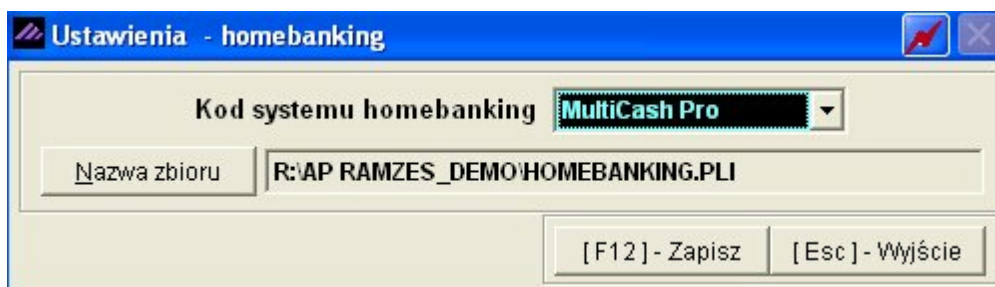 Ustawienia - homebanking
Kod systemu homebanking MultiCash Pro
Nazwa zbioru R:\AP RAMZES_DEMO\HOMEBANKING.PLI
[ F12 ] - Zapisz [ Esc ] - Wyjście